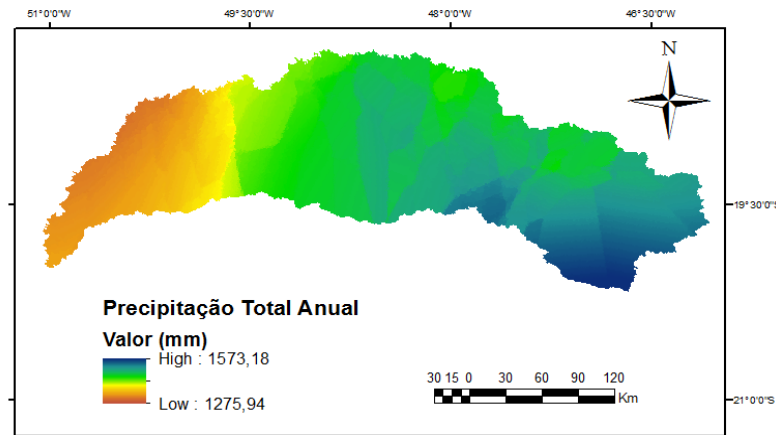 51°0'0"W 49°30'0"W 48°0'0"W 46°30'0"W
N
19°30'0"S
Precipitação Total Anual
Valor (mm)
High : 1573,18
Low : 1275,94
30 15 0 30 60 90 120
Km
21°0'0"S